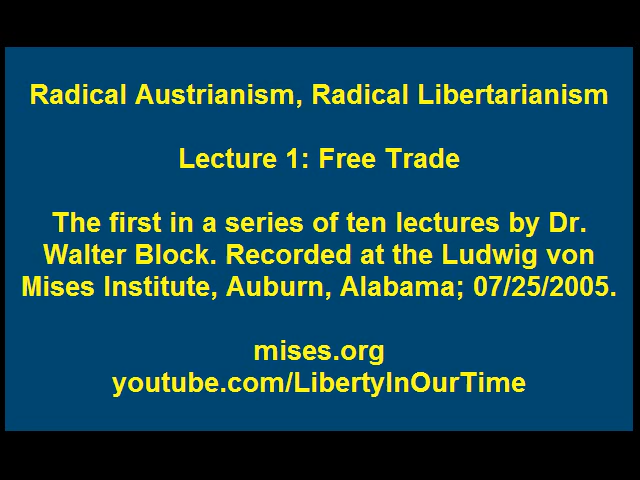 Radical Austrianism, Radical Libertarianism
Lecture 1: Free Trade
The first in a series of ten lectures by Dr.
Walter Block. Recorded at the Ludwig von
Mises Institute, Auburn, Alabama; 07/25/2005.
mises.org
youtube.com/LibertyInOurTime